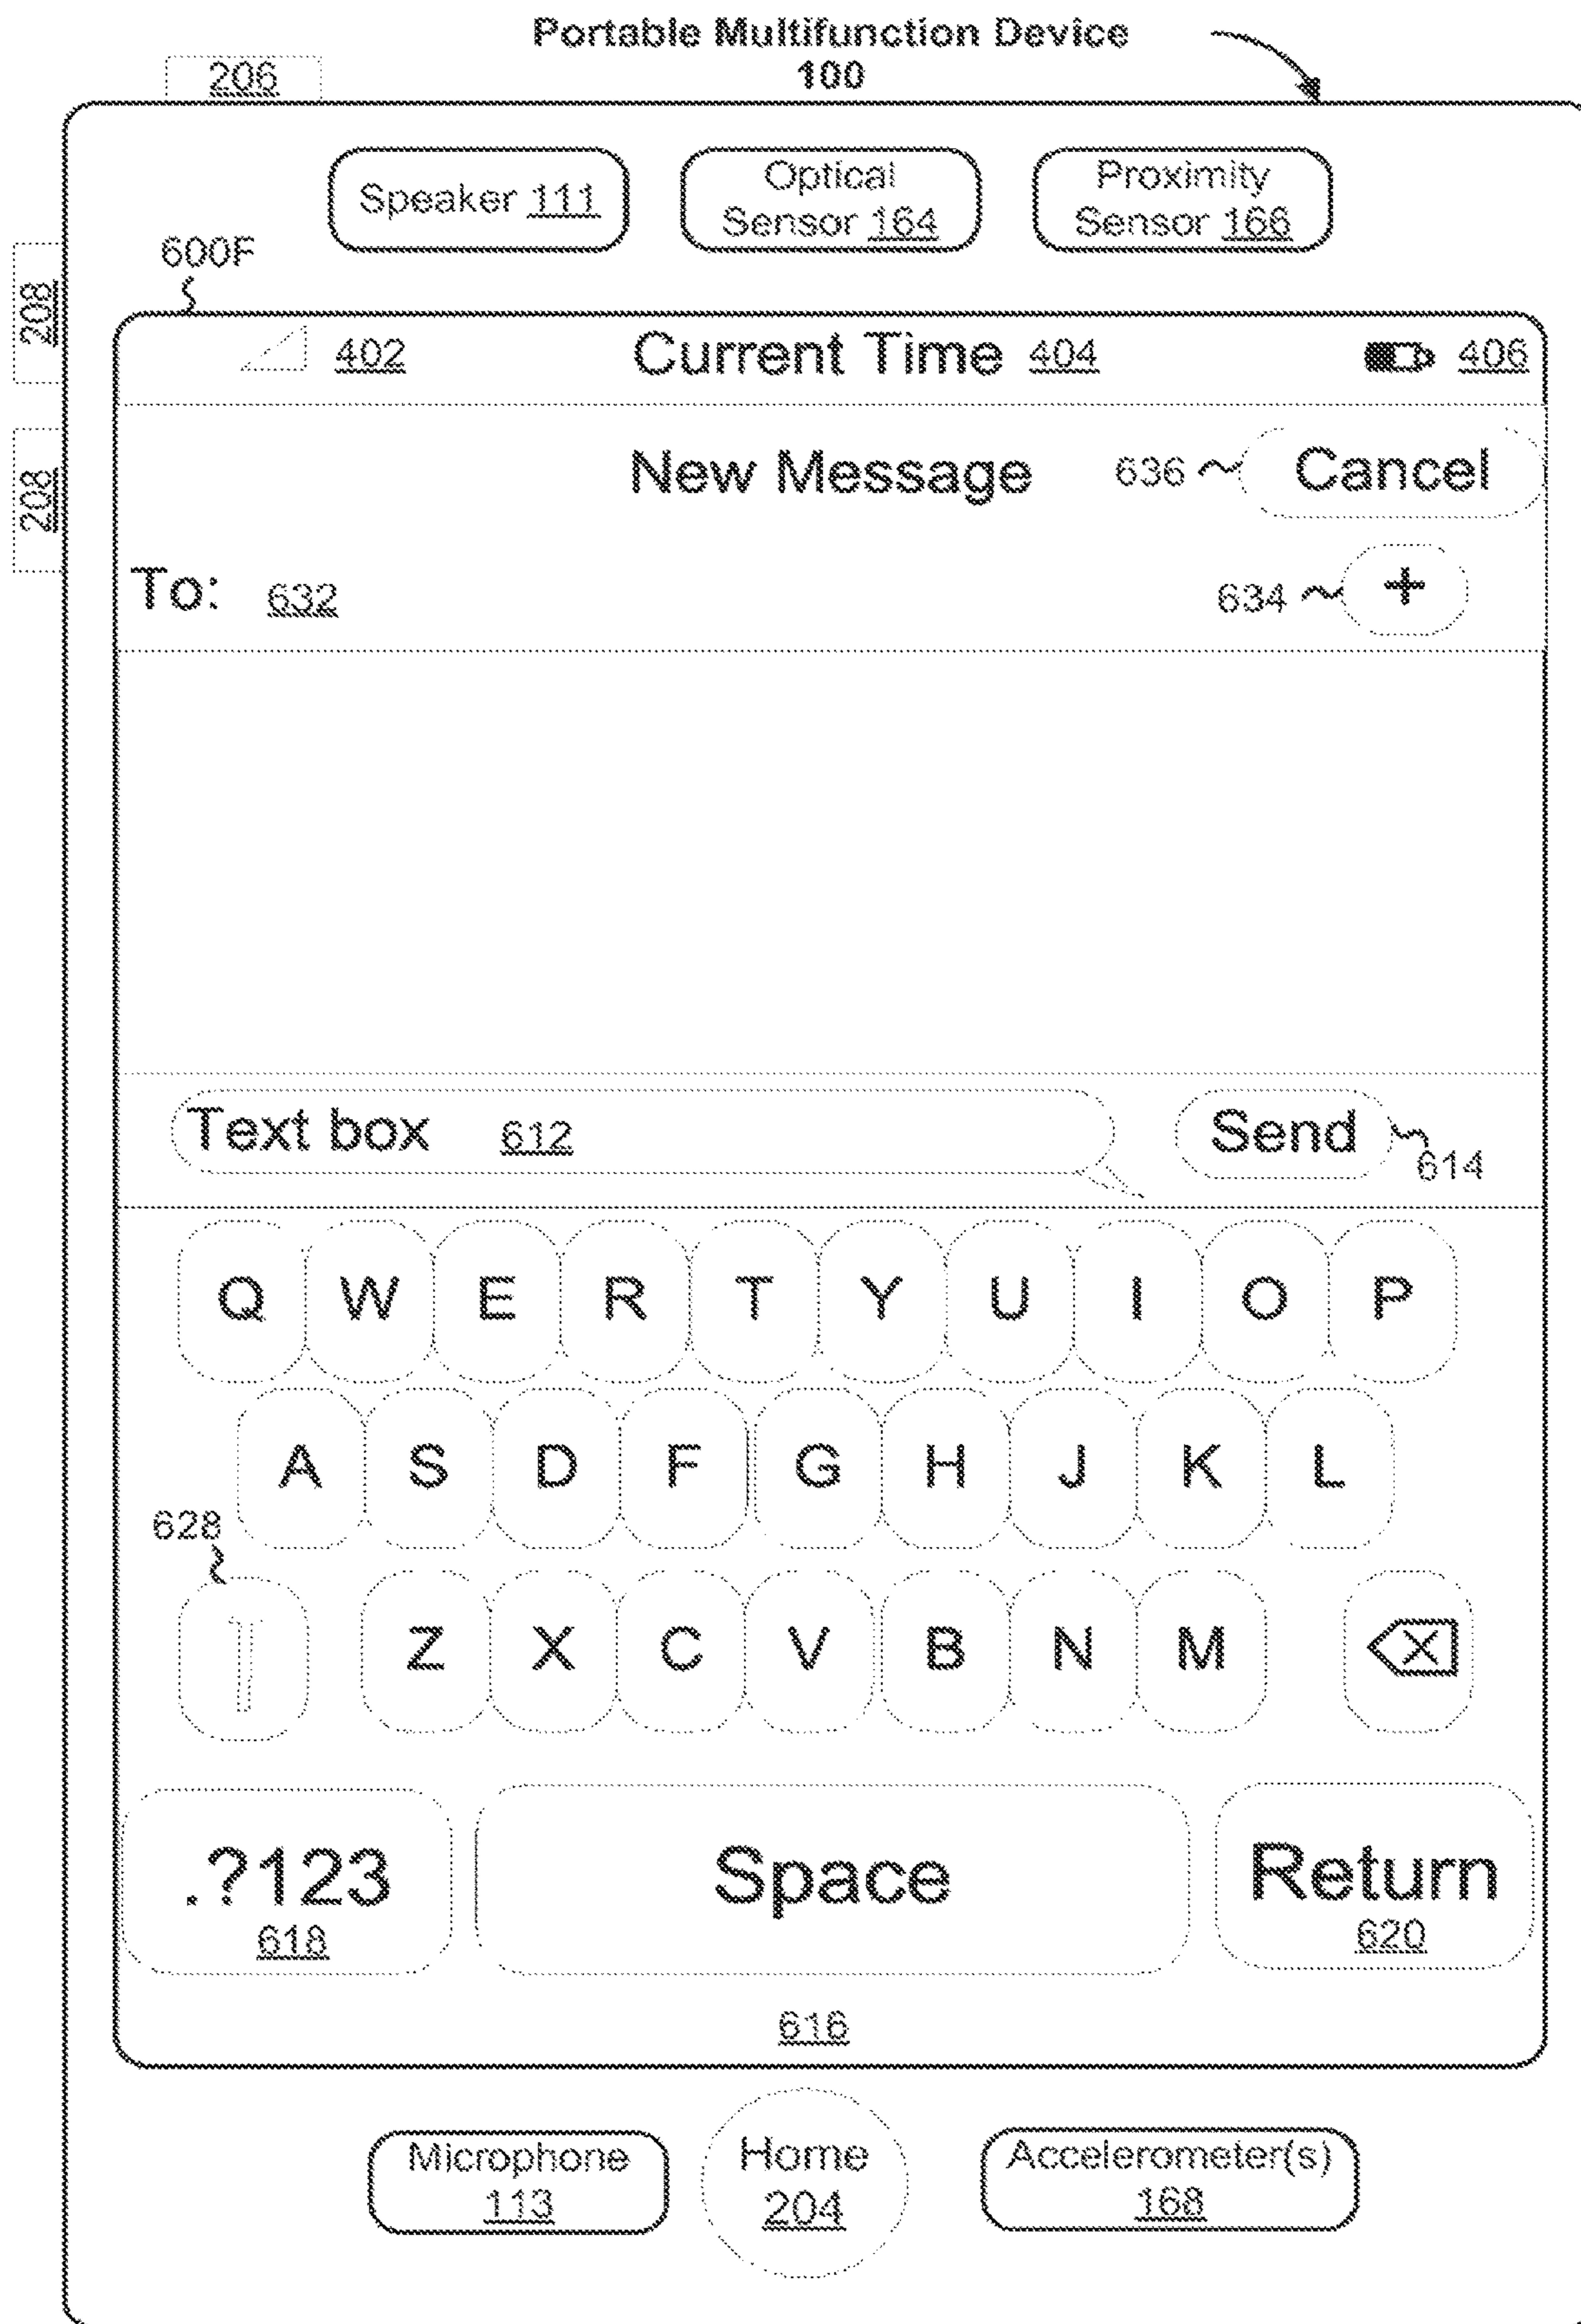 Portable Multifunction Device
100
206
Speaker 111
Optical
Sensor 164
Proximity
Sensor 166
600F
208
208
402
Current Time 404
406
New Message
636
Cancel
To: 632
634
+
Text box 612
Send
614
Q W E R T Y U I O P
A S D F G H J K L
628
Z X C V B N M
X
.?123
618
Space
Return
620
616
Microphone
113
Home
204
Accelerometer(s)
168